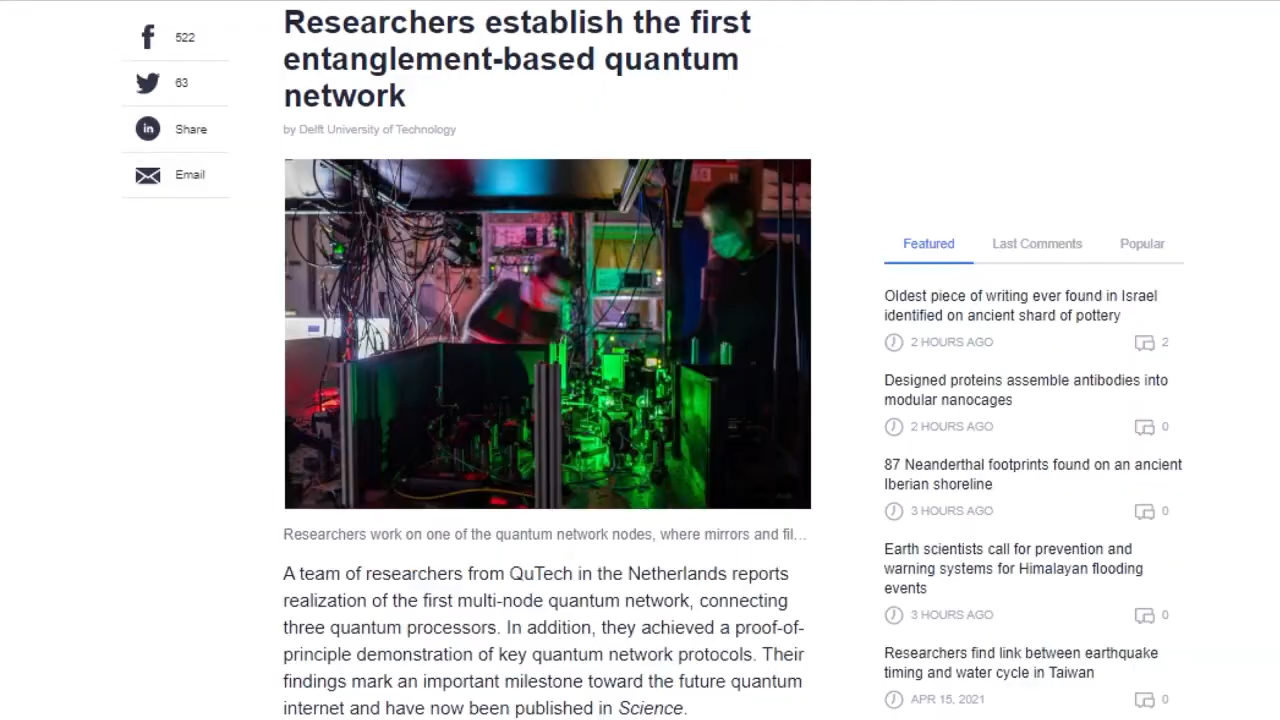 522
63
in
Share
Email
Researchers establish the first
entanglement-based quantum
network
by Delft University of Technology
Researchers work on one of the quantum network nodes, where mirrors and fil...
A team of researchers from QuTech in the Netherlands reports
realization of the first multi-node quantum network, connecting
three quantum processors. In addition, they achieved a proof-of-
principle demonstration of key quantum network protocols. Their
findings mark an important milestone toward the future quantum
internet and have now been published in Science.
Featured Last Comments Popular
Oldest piece of writing ever found in Israel
identified on ancient shard of pottery
2 HOURS AGO 2
Designed proteins assemble antibodies into
modular nanocages
2 HOURS AGO 0
87 Neanderthal footprints found on an ancient
Iberian shoreline
3 HOURS AGO 0
Earth scientists call for prevention and
warning systems for Himalayan flooding
events
3 HOURS AGO 0
Researchers find link between earthquake
timing and water cycle in Taiwan
APR 15, 2021 0